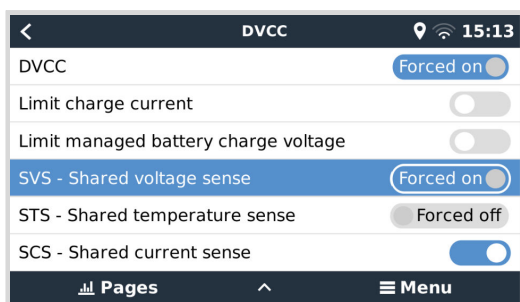 DVCC 15:13
DVCC Forced on
Limit charge current
Limit managed battery charge voltage
SVS - Shared voltage sense Forced on
STS - Shared temperature sense Forced off
SCS - Shared current sense
Pages Menu